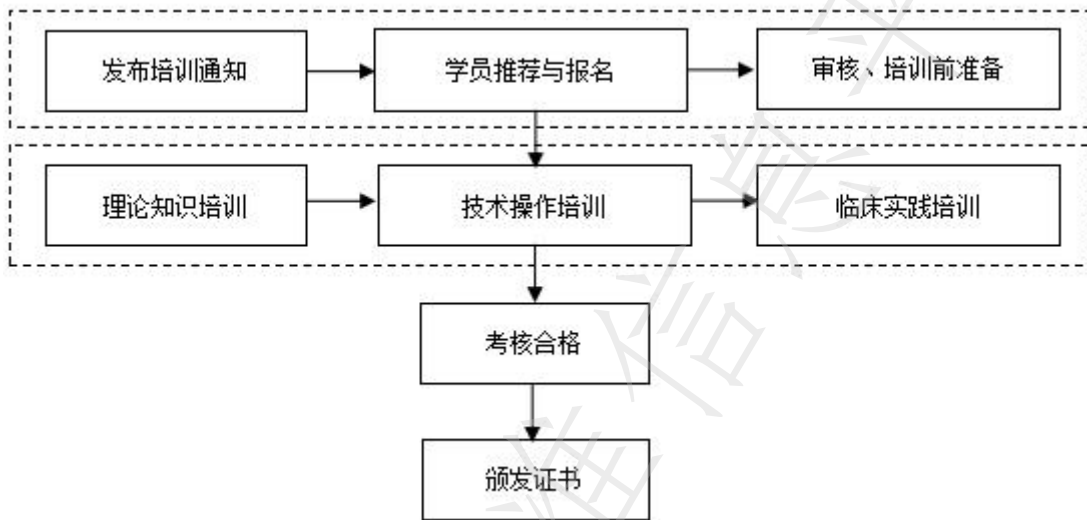 发布培训通知
学员推荐与报名
审核、培训前准备
理论知识培训
技术操作培训
临床实践培训
考核合格
颁发证书